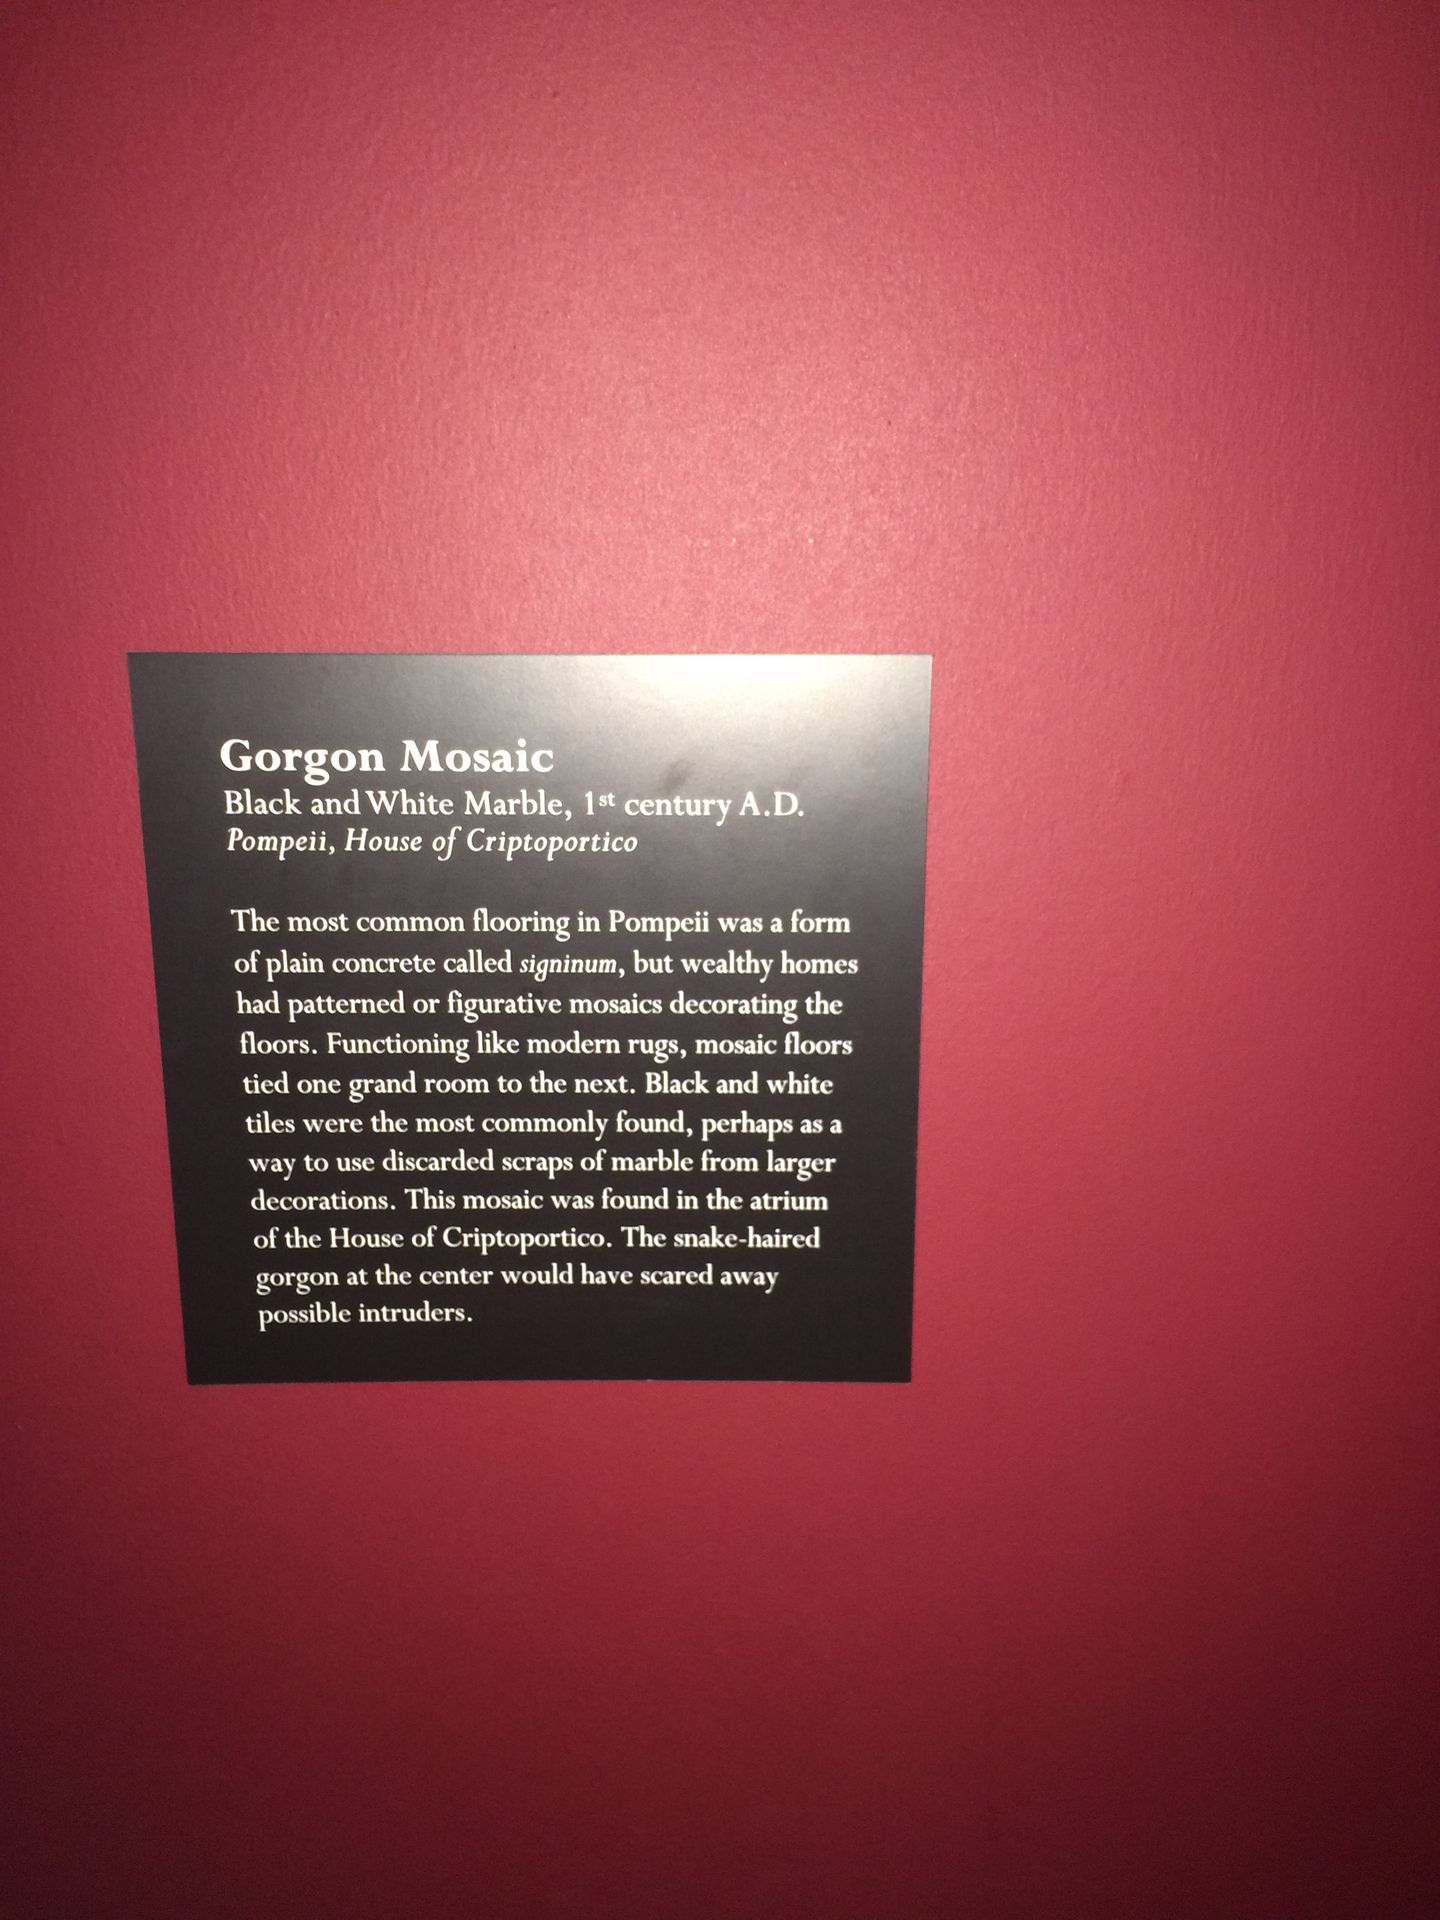 Gorgon Mosaic
Black and White Marble, 1st century A.D.
Pompeii, House of Criptoportico
The most common flooring in Pompeii was a form
of plain concrete called signinum, but wealthy homes
had patterned or figurative mosaics decorating the
floors. Functioning like modern rugs, mosaic floors
tied one grand room to the next. Black and white
tiles were the most commonly found, perhaps as a
way to use discarded scraps of marble from larger
decorations. This mosaic was found in the atrium
of the House of Criptoportico. The snake-haired
gorgon at the center would have scared away
possible intruders.